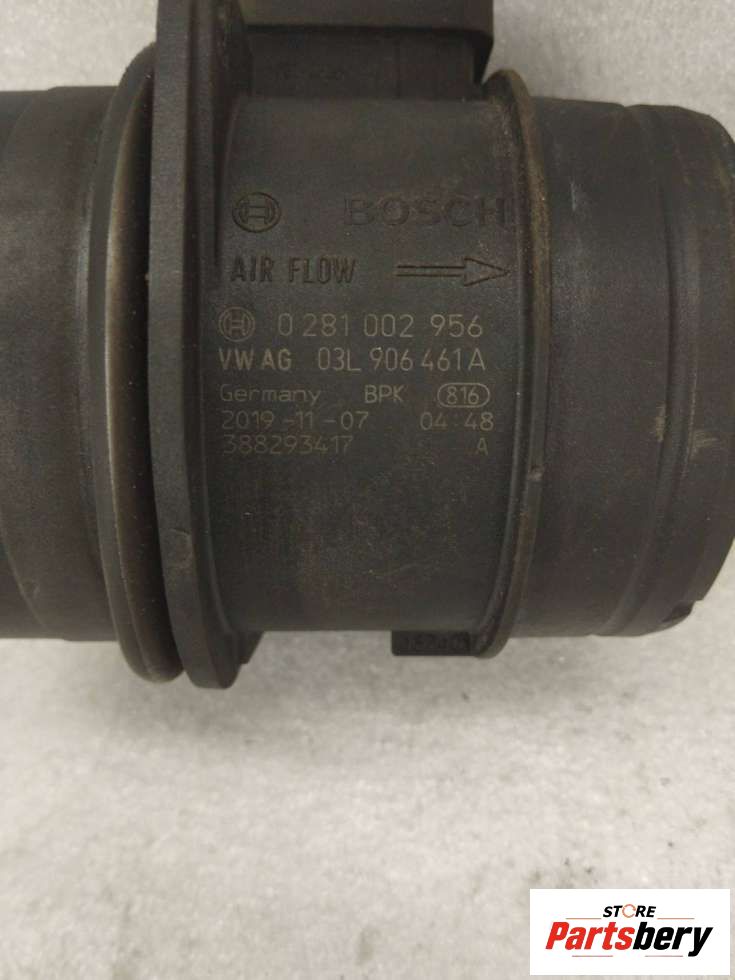 BOSCH
AIR FLOW
0 281 002 956
VW AG 03L 906 461 A
Germany BPK 816
2019-11-07 04:48
388293417 A
STORE
Partsbery